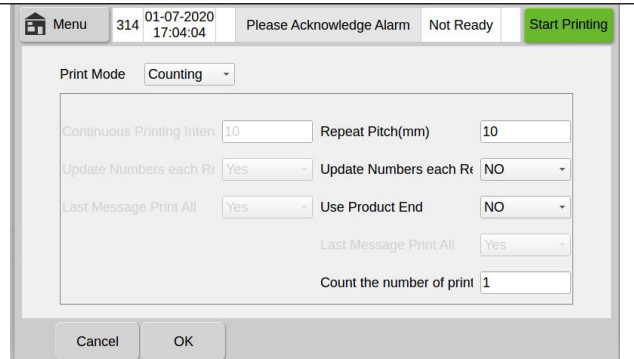 Menu 314 01-07-2020 17:04:04 Please Acknowledge Alarm Not Ready Start Printing
Print Mode Counting
Continuous Printing Inter 10 Repeat Pitch(mm) 10
Update Numbers each Re Yes Update Numbers each Re NO
Last Message Print All Yes Use Product End NO
Last Message Print All Yes
Count the number of print 1
Cancel OK